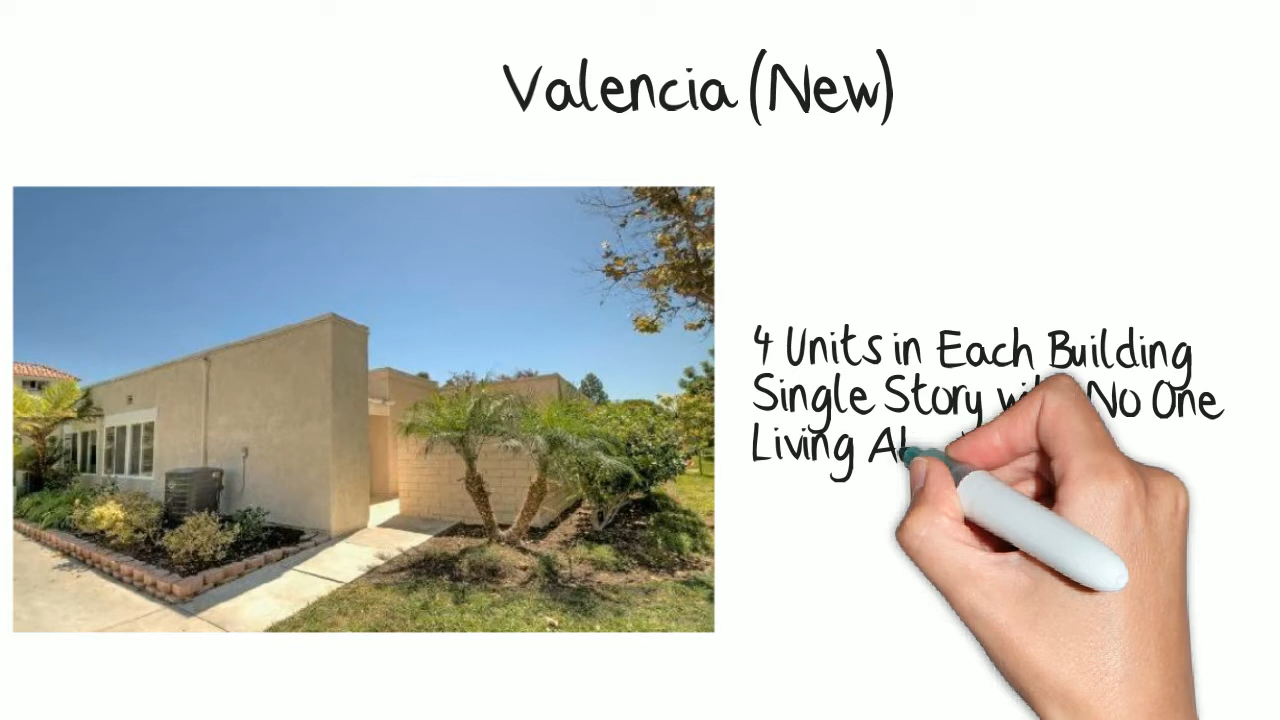 Valencia (New)
4 Units in Each Building
Single Story No One
Living